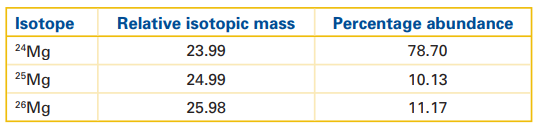 Isotope Relative isotopic mass Percentage abundance
²⁴Mg 23.99 78.70
²⁵Mg 24.99 10.13
²⁶Mg 25.98 11.17